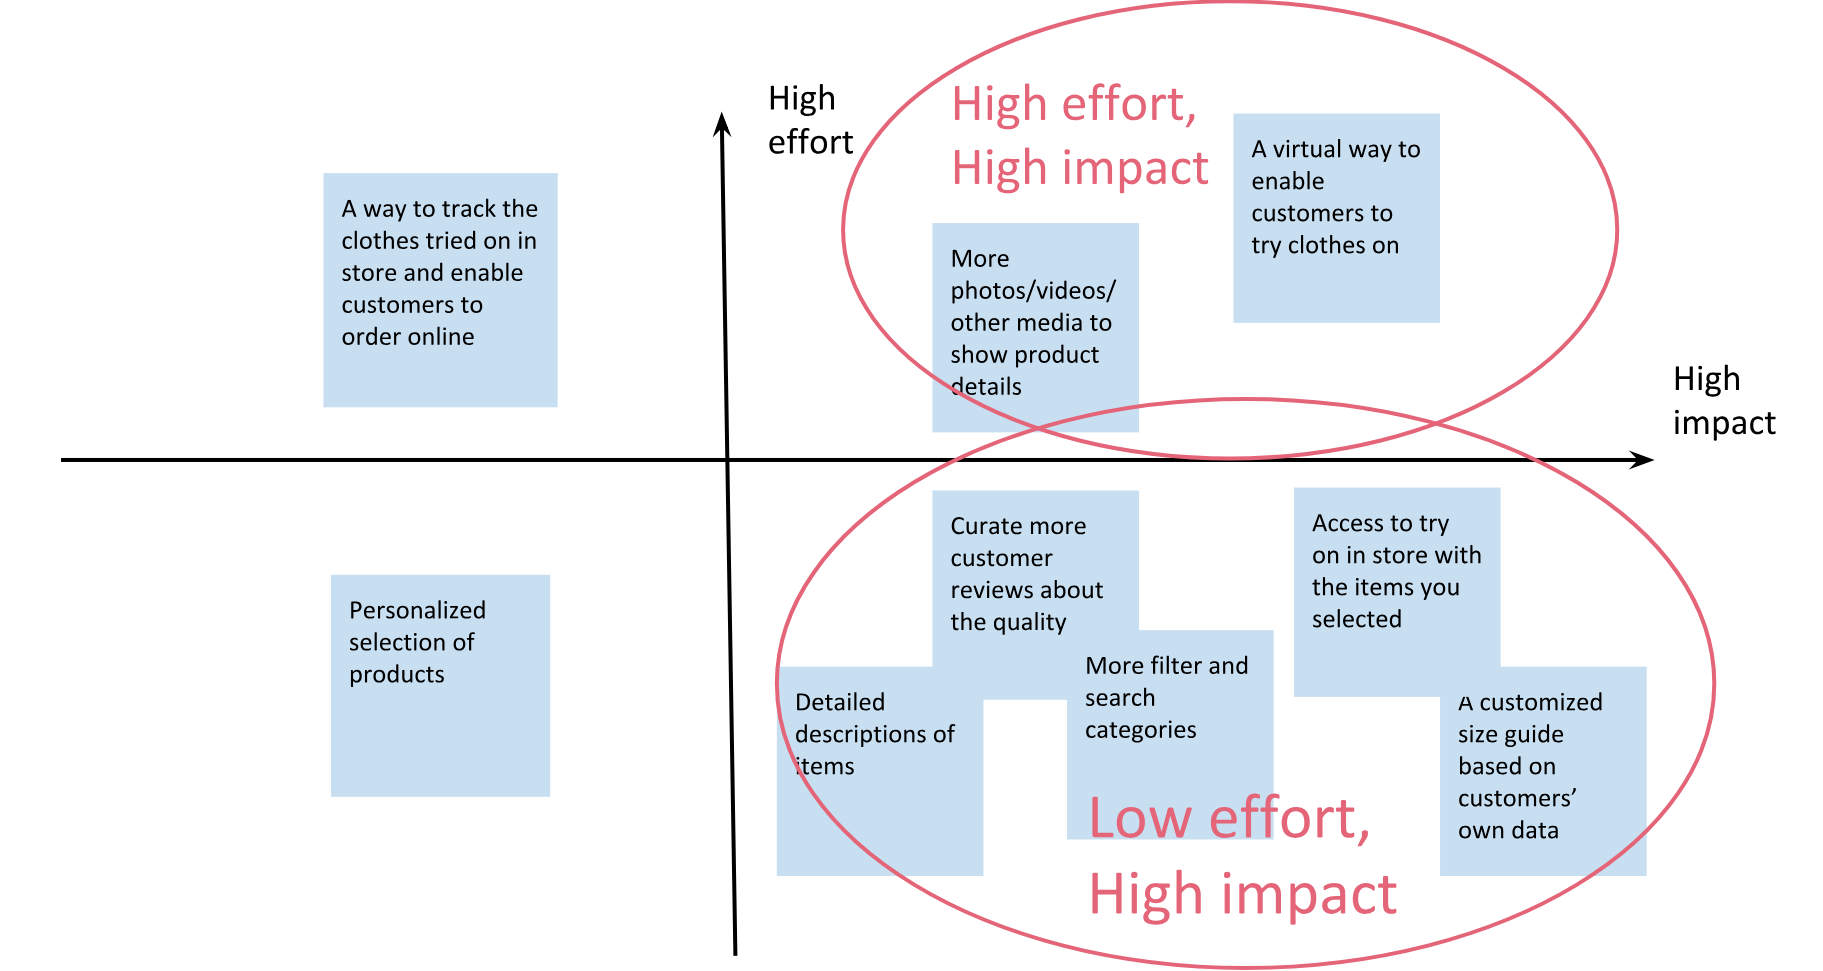 High
effort
High effort,
High impact
A virtual way to
enable
customers to
try clothes on
A way to track the
clothes tried on in
store and enable
customers to
order online
More
photos/videos/
other media to
show product
details
High
impact
Curate more
customer
reviews about
the quality
Access to try
on in store with
the items you
selected
Personalized
selection of
products
More filter and
search
categories
Detailed
descriptions of
items
A customized
size guide
based on
customers’
own data
Low effort,
High impact